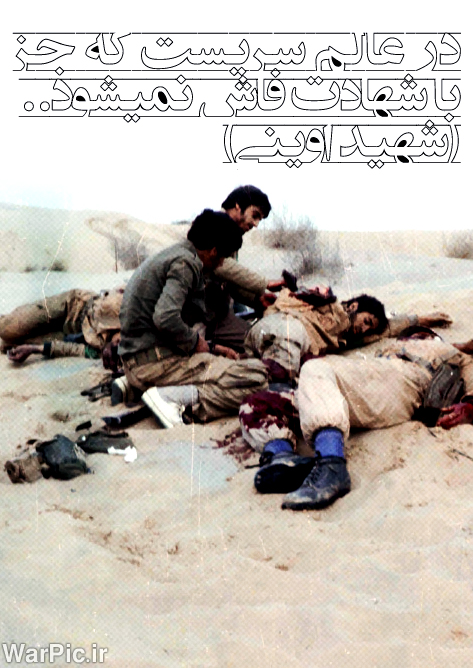 در عالم سریست که جز
با شهادت فاش نمیشود..
(شهید آوینی)
WarPic.ir